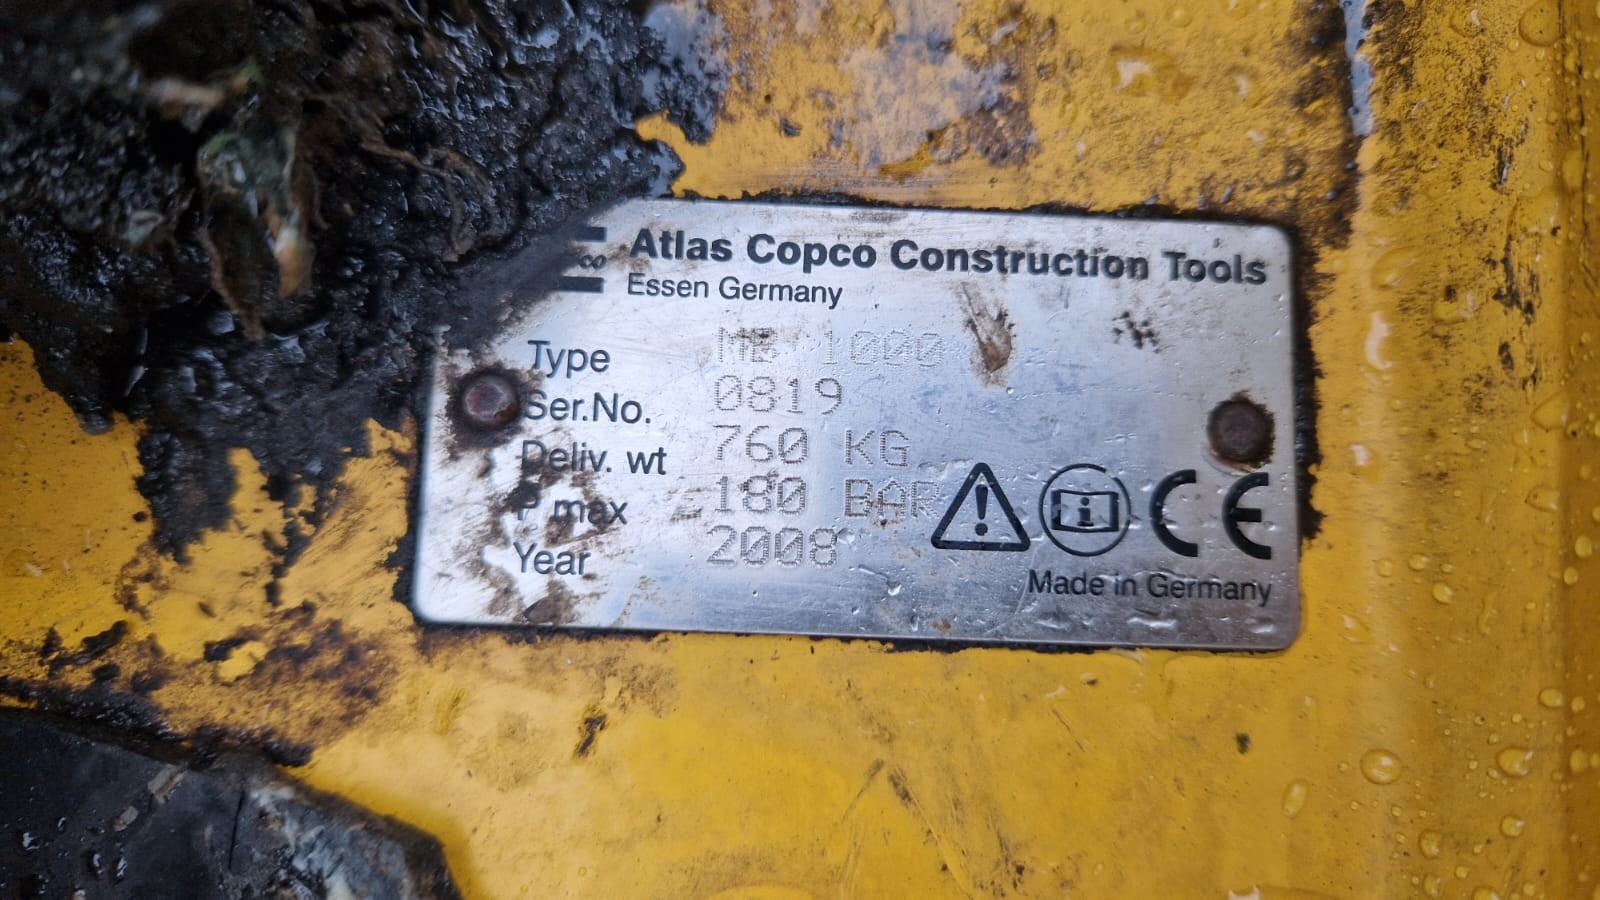 Atlas Copco Construction Tools
Essen Germany
Type MB 1000
Ser.No. 0819
Deliv. wt 760 KG
P max 180 BAR
Year 2008
i
CE
Made in Germany